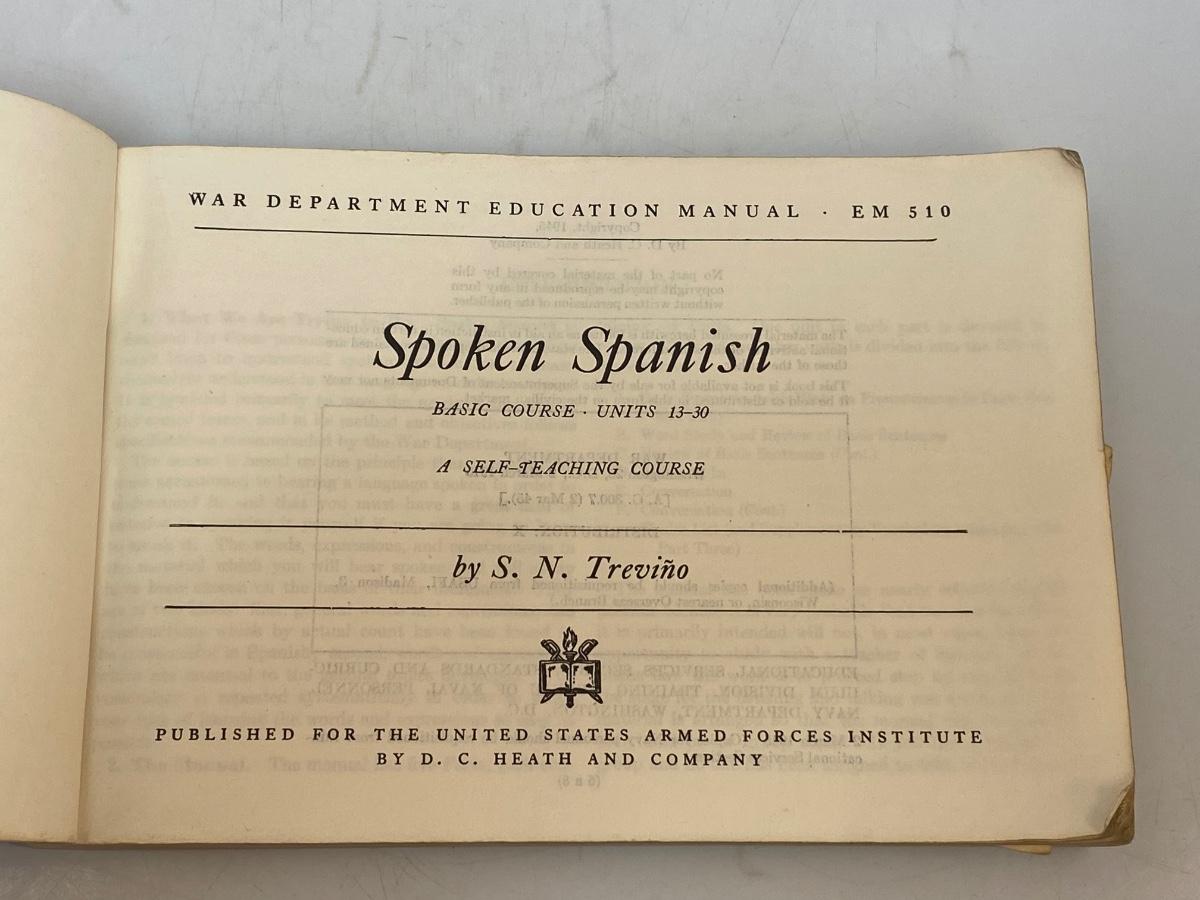 WAR DEPARTMENT EDUCATION MANUAL · EM 510
Spoken Spanish
BASIC COURSE · UNITS 13–30
A SELF–TEACHING COURSE
by S. N. Treviño
PUBLISHED FOR THE UNITED STATES ARMED FORCES INSTITUTE
BY D. C. HEATH AND COMPANY